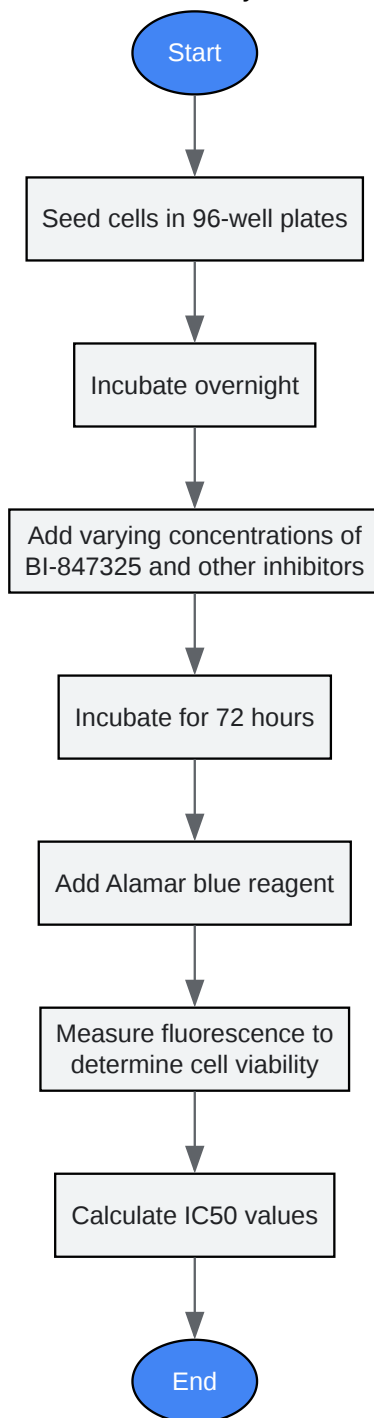 Start
Seed cells in 96-well plates
Incubate overnight
Add varying concentrations of
BI-847325 and other inhibitors
Incubate for 72 hours
Add Alamar blue reagent
Measure fluorescence to
determine cell viability
Calculate IC50 values
End